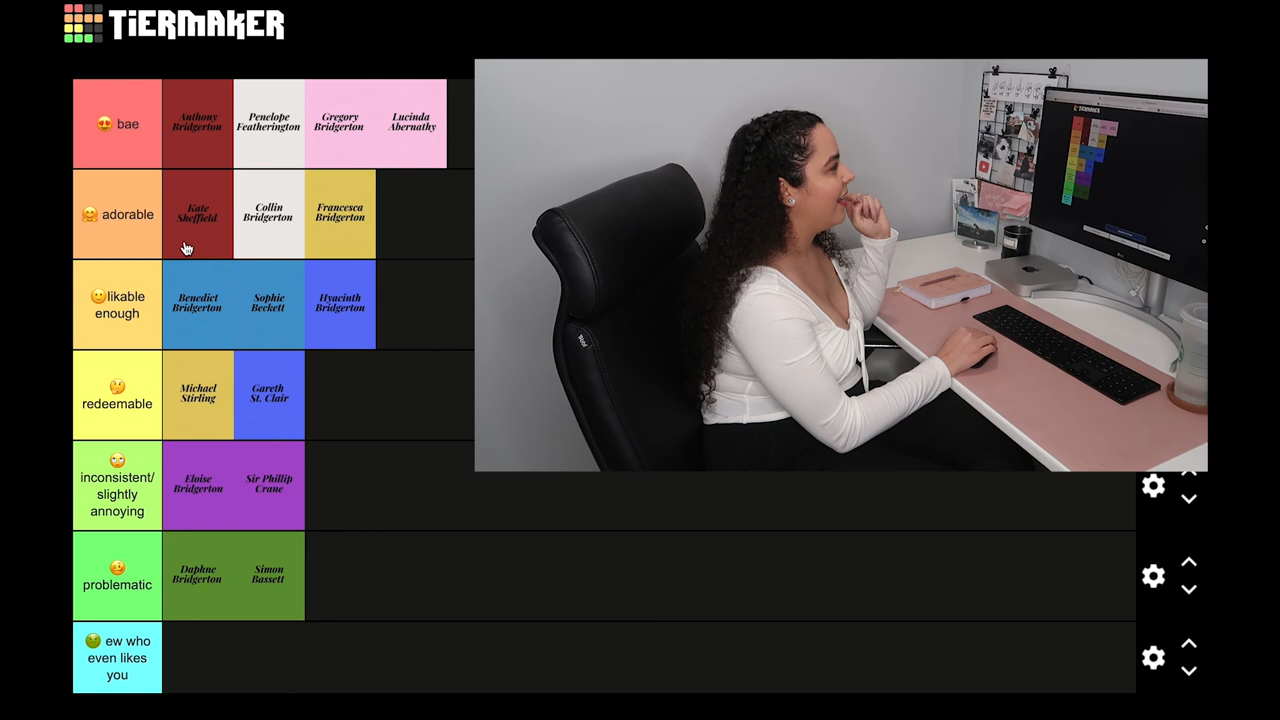 TiERMAKER
😍 bae
Anthony
Bridgerton
Penelope
Featherington
Gregory
Bridgerton
Lucinda
Abernathy
🤗 adorable
Kate
Sheffield
Collin
Bridgerton
Francesca
Bridgerton
🙂likable
enough
Benedict
Bridgerton
Sophie
Beckett
Hyacinth
Bridgerton
🤔
redeemable
Michael
Stirling
Gareth
St. Clair
🙄
inconsistent/
slightly
annoying
Eloise
Bridgerton
Sir Phillip
Crane
🤨
problematic
Daphne
Bridgerton
Simon
Bassett
🤢 ew who
even likes
you